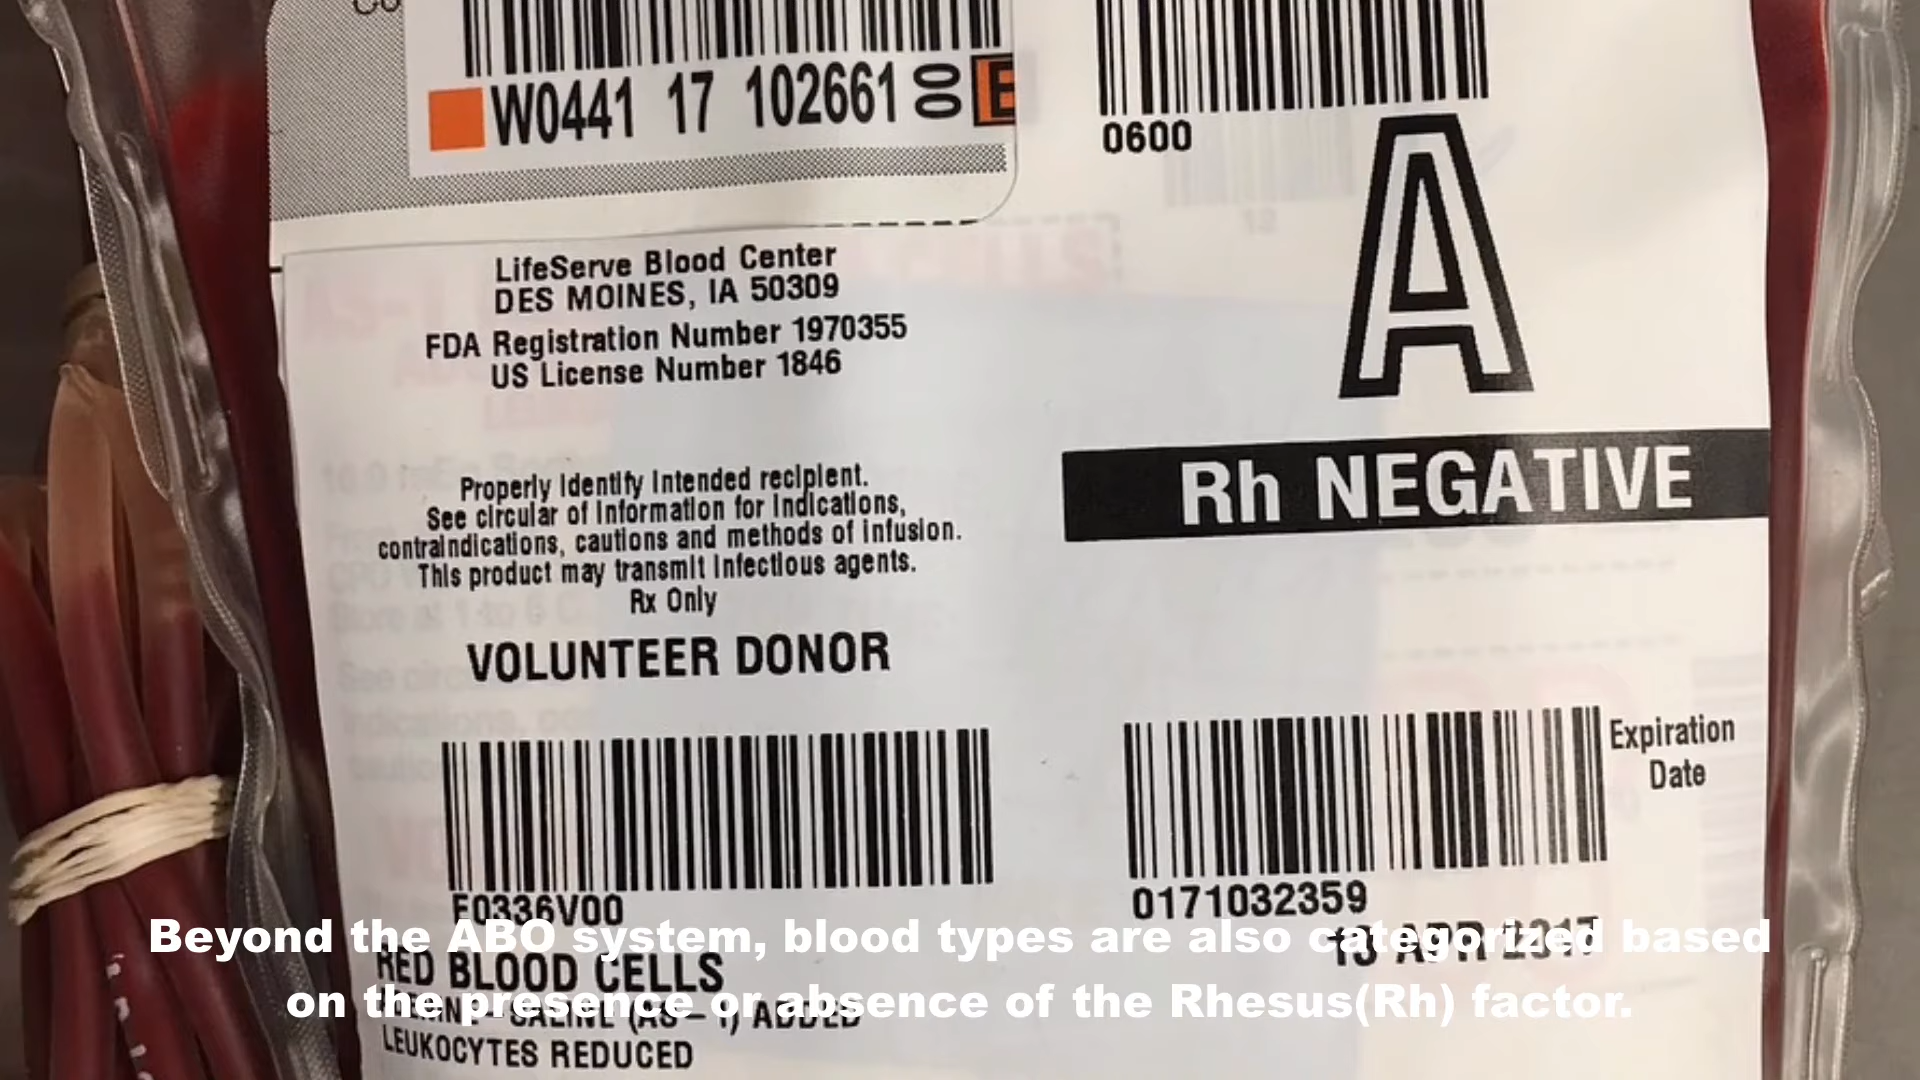 W0441 17 102661 00 E
0600
A
LifeServe Blood Center
DES MOINES, IA 50309
FDA Registration Number 1970355
US License Number 1846
Rh NEGATIVE
Properly Identify Intended recipient.
See circular of Information for Indications,
contraindications, cautions and methods of infusion.
This product may transmit Infectious agents.
Rx Only
VOLUNTEER DONOR
Expiration
Date
E0336V00
0171032359
13 APR 2017
RED BLOOD CELLS
SALINE (AS-1) ADDED
LEUKOCYTES REDUCED
Beyond the ABO system, blood types are also categorized based
on the presence or absence of the Rhesus(Rh) factor.